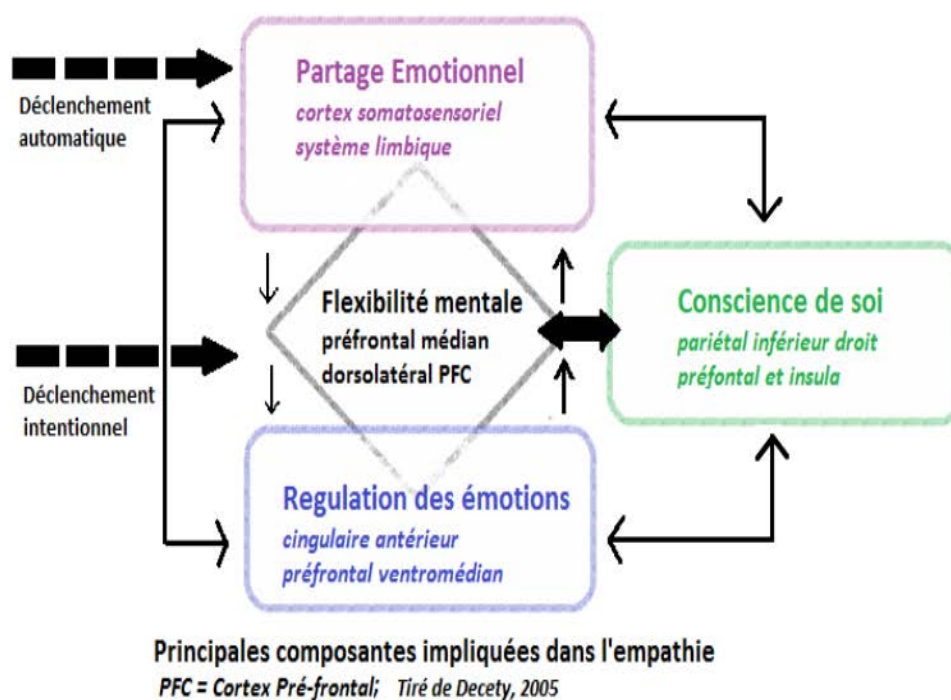 Déclenchement
automatique
Partage Emotionnel
cortex somatosensoriel
système limbique
Flexibilité mentale
préfrontal médian
dorsolatéral PFC
Conscience de soi
pariétal inférieur droit
préfontal et insula
Déclenchement
intentionnel
Regulation des émotions
cingulaire antérieur
préfrontal ventromédian
Principales composantes impliquées dans l'empathie
PFC = Cortex Pré-frontal; Tiré de Decety, 2005